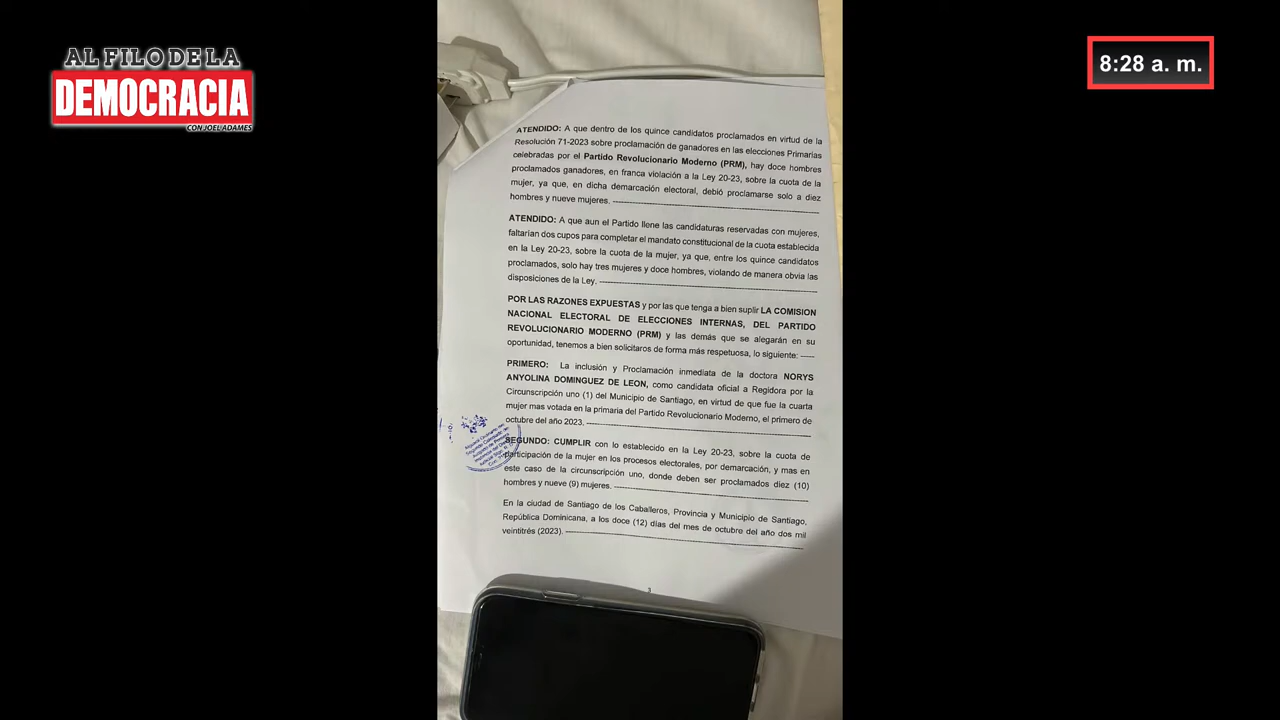 AL FILO DE LA
DEMOCRACIA
CON JOEL ADAMES
8:28 a. m.
ATENDIDO: A que dentro de los quince candidatos proclamados en virtud de la
Resolución 71-2023 sobre proclamación de ganadores en las elecciones Primarias
celebradas por el Partido Revolucionario Moderno (PRM), hay doce hombres
proclamados ganadores, en franca violación a la Ley 20-23, sobre la cuota de la
mujer, ya que, en dicha demarcación electoral, debió proclamarse solo a diez
hombres y nueve mujeres. ---
ATENDIDO: A que aun el Partido llene las candidaturas reservadas con mujeres,
faltarían dos cupos para completar el mandato constitucional de la cuota establecida
en la Ley 20-23, sobre la cuota de la mujer, ya que, entre los quince candidatos
proclamados, solo hay tres mujeres y doce hombres, violando de manera obvia las
disposiciones de la Ley. ---
POR LAS RAZONES EXPUESTAS y por las que tenga a bien suplir LA COMISION
NACIONAL ELECTORAL DE ELECCIONES INTERNAS, DEL PARTIDO
REVOLUCIONARIO MODERNO (PRM) y las demás que se alegarán en su
oportunidad, tenemos a bien solicitaros de forma más respetuosa, lo siguiente: -----
PRIMERO: La inclusión y Proclamación inmediata de la doctora NORYS
ANYOLINA DOMINGUEZ DE LEON, como candidata oficial a Regidora por la
Circunscripción uno (1) del Municipio de Santiago, en virtud de que fue la cuarta
mujer mas votada en la primaria del Partido Revolucionario Moderno, el primero de
octubre del año 2023. ---
SEGUNDO: CUMPLIR con lo establecido en la Ley 20-23, sobre la cuota de
participación de la mujer en los procesos electorales, por demarcación, y mas en
este caso de la circunscripción uno, donde deben ser proclamados diez (10)
hombres y nueve (9) mujeres. ---
En la ciudad de Santiago de los Caballeros, Provincia y Municipio de Santiago,
República Dominicana, a los doce (12) días del mes de octubre del año dos mil
veintitrés (2023). ---
3